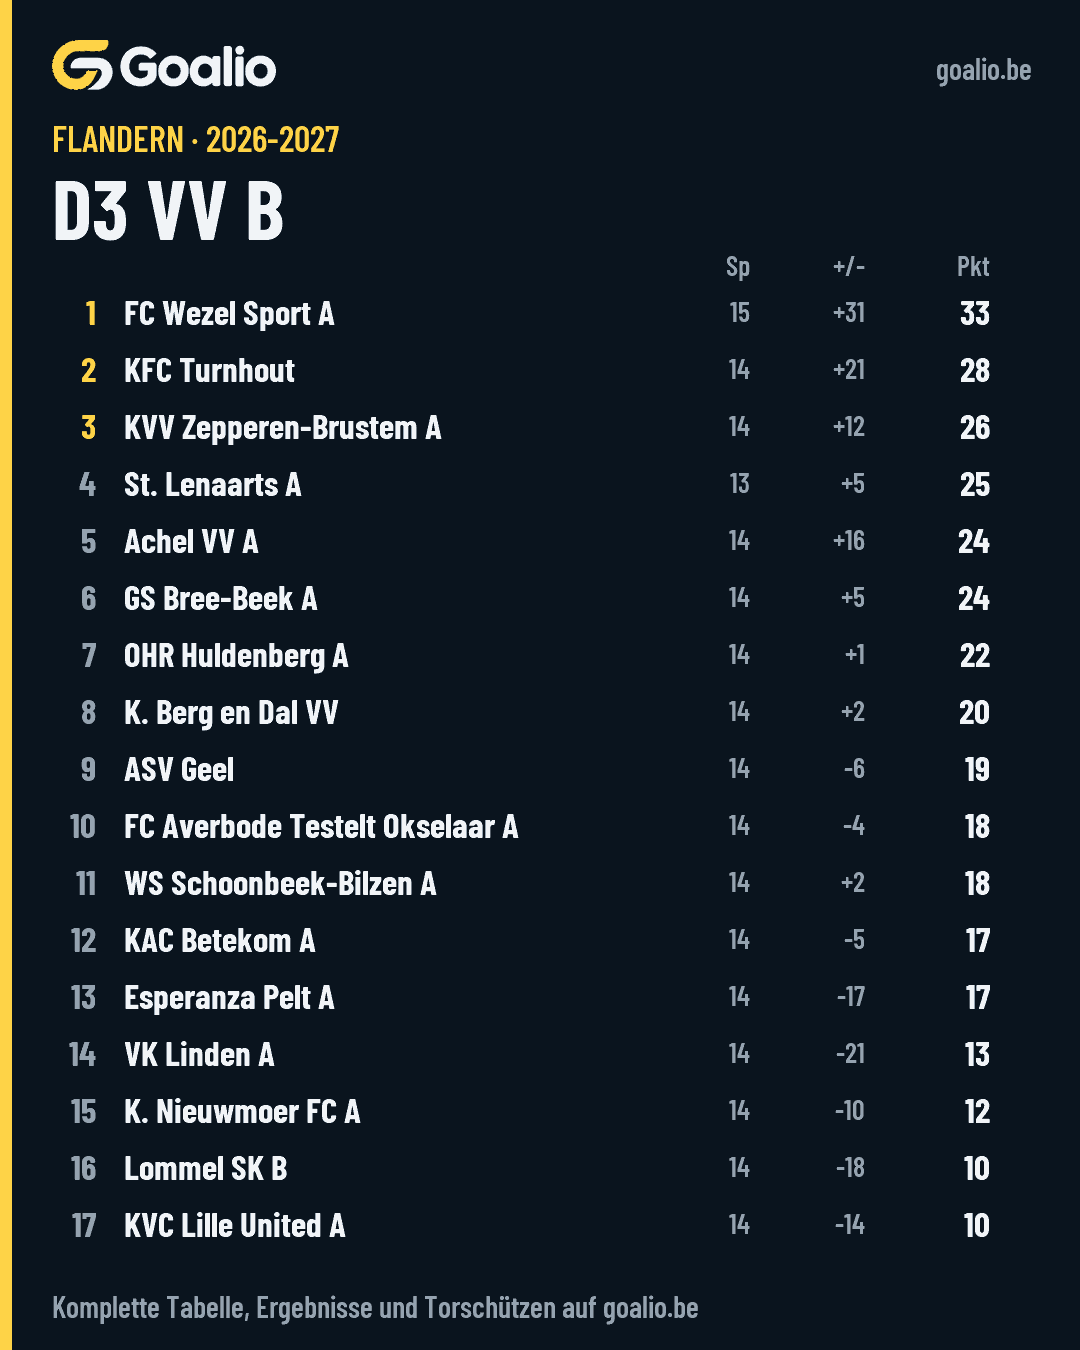 Goalio
goalio.be
FLANDERN · 2026-2027
D3 VV B
Sp +/- Pkt
1 FC Wezel Sport A 15 +31 33
2 KFC Turnhout 14 +21 28
3 KVV Zepperen-Brustem A 14 +12 26
4 St. Lenaarts A 13 +5 25
5 Achel VV A 14 +16 24
6 GS Bree-Beek A 14 +5 24
7 OHR Huldenberg A 14 +1 22
8 K. Berg en Dal VV 14 +2 20
9 ASV Geel 14 -6 19
10 FC Averbode Testelt Okselaar A 14 -4 18
11 WS Schoonbeek-Bilzen A 14 +2 18
12 KAC Betekom A 14 -5 17
13 Esperanza Pelt A 14 -17 17
14 VK Linden A 14 -21 13
15 K. Nieuwmoer FC A 14 -10 12
16 Lommel SK B 14 -18 10
17 KVC Lille United A 14 -14 10
Komplette Tabelle, Ergebnisse und Torschützen auf goalio.be